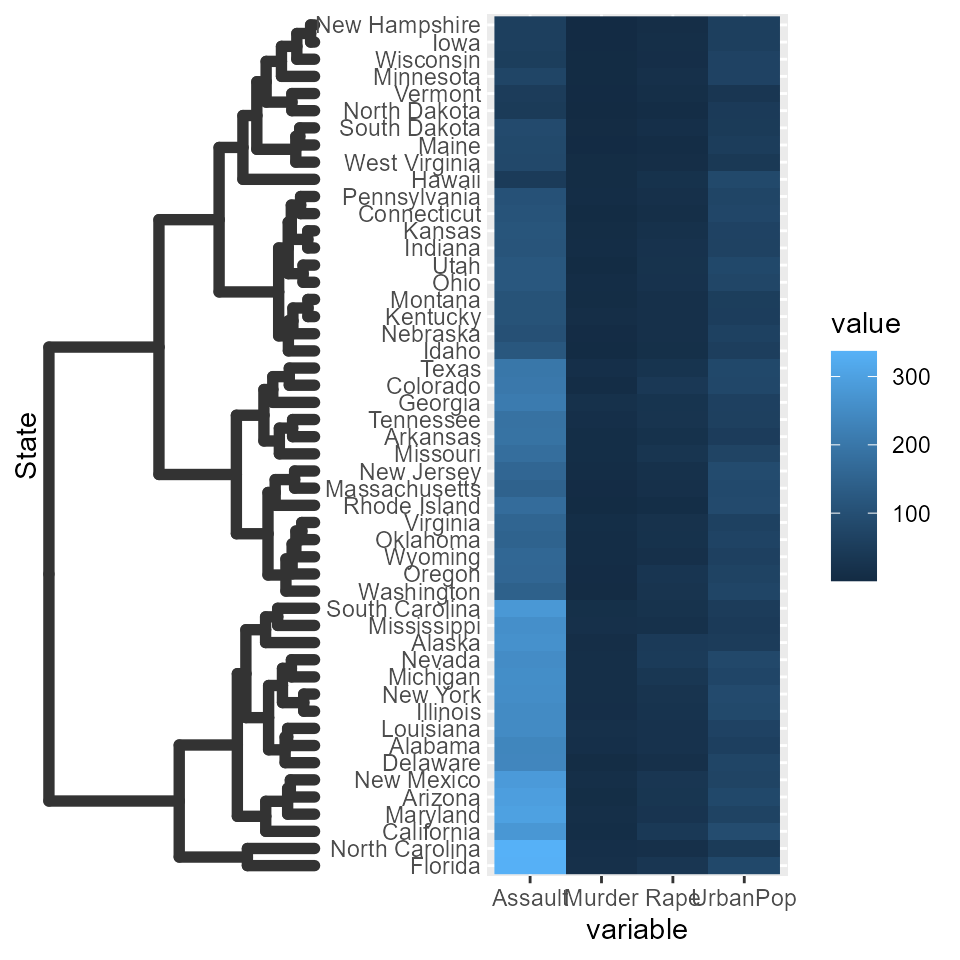 State
New Hampshire
Iowa
Wisconsin
Minnesota
Vermont
North Dakota
South Dakota
Maine
West Virginia
Hawaii
Pennsylvania
Connecticut
Kansas
Indiana
Utah
Ohio
Montana
Kentucky
Nebraska
Idaho
Texas
Colorado
Georgia
Tennessee
Arkansas
Missouri
New Jersey
Massachusetts
Rhode Island
Virginia
Oklahoma
Wyoming
Oregon
Washington
South Carolina
Mississippi
Alaska
Nevada
Michigan
New York
Illinois
Louisiana
Alabama
Delaware
New Mexico
Arizona
Maryland
California
North Carolina
Florida
Assault Murder Rape UrbanPop
variable
value
300
200
100